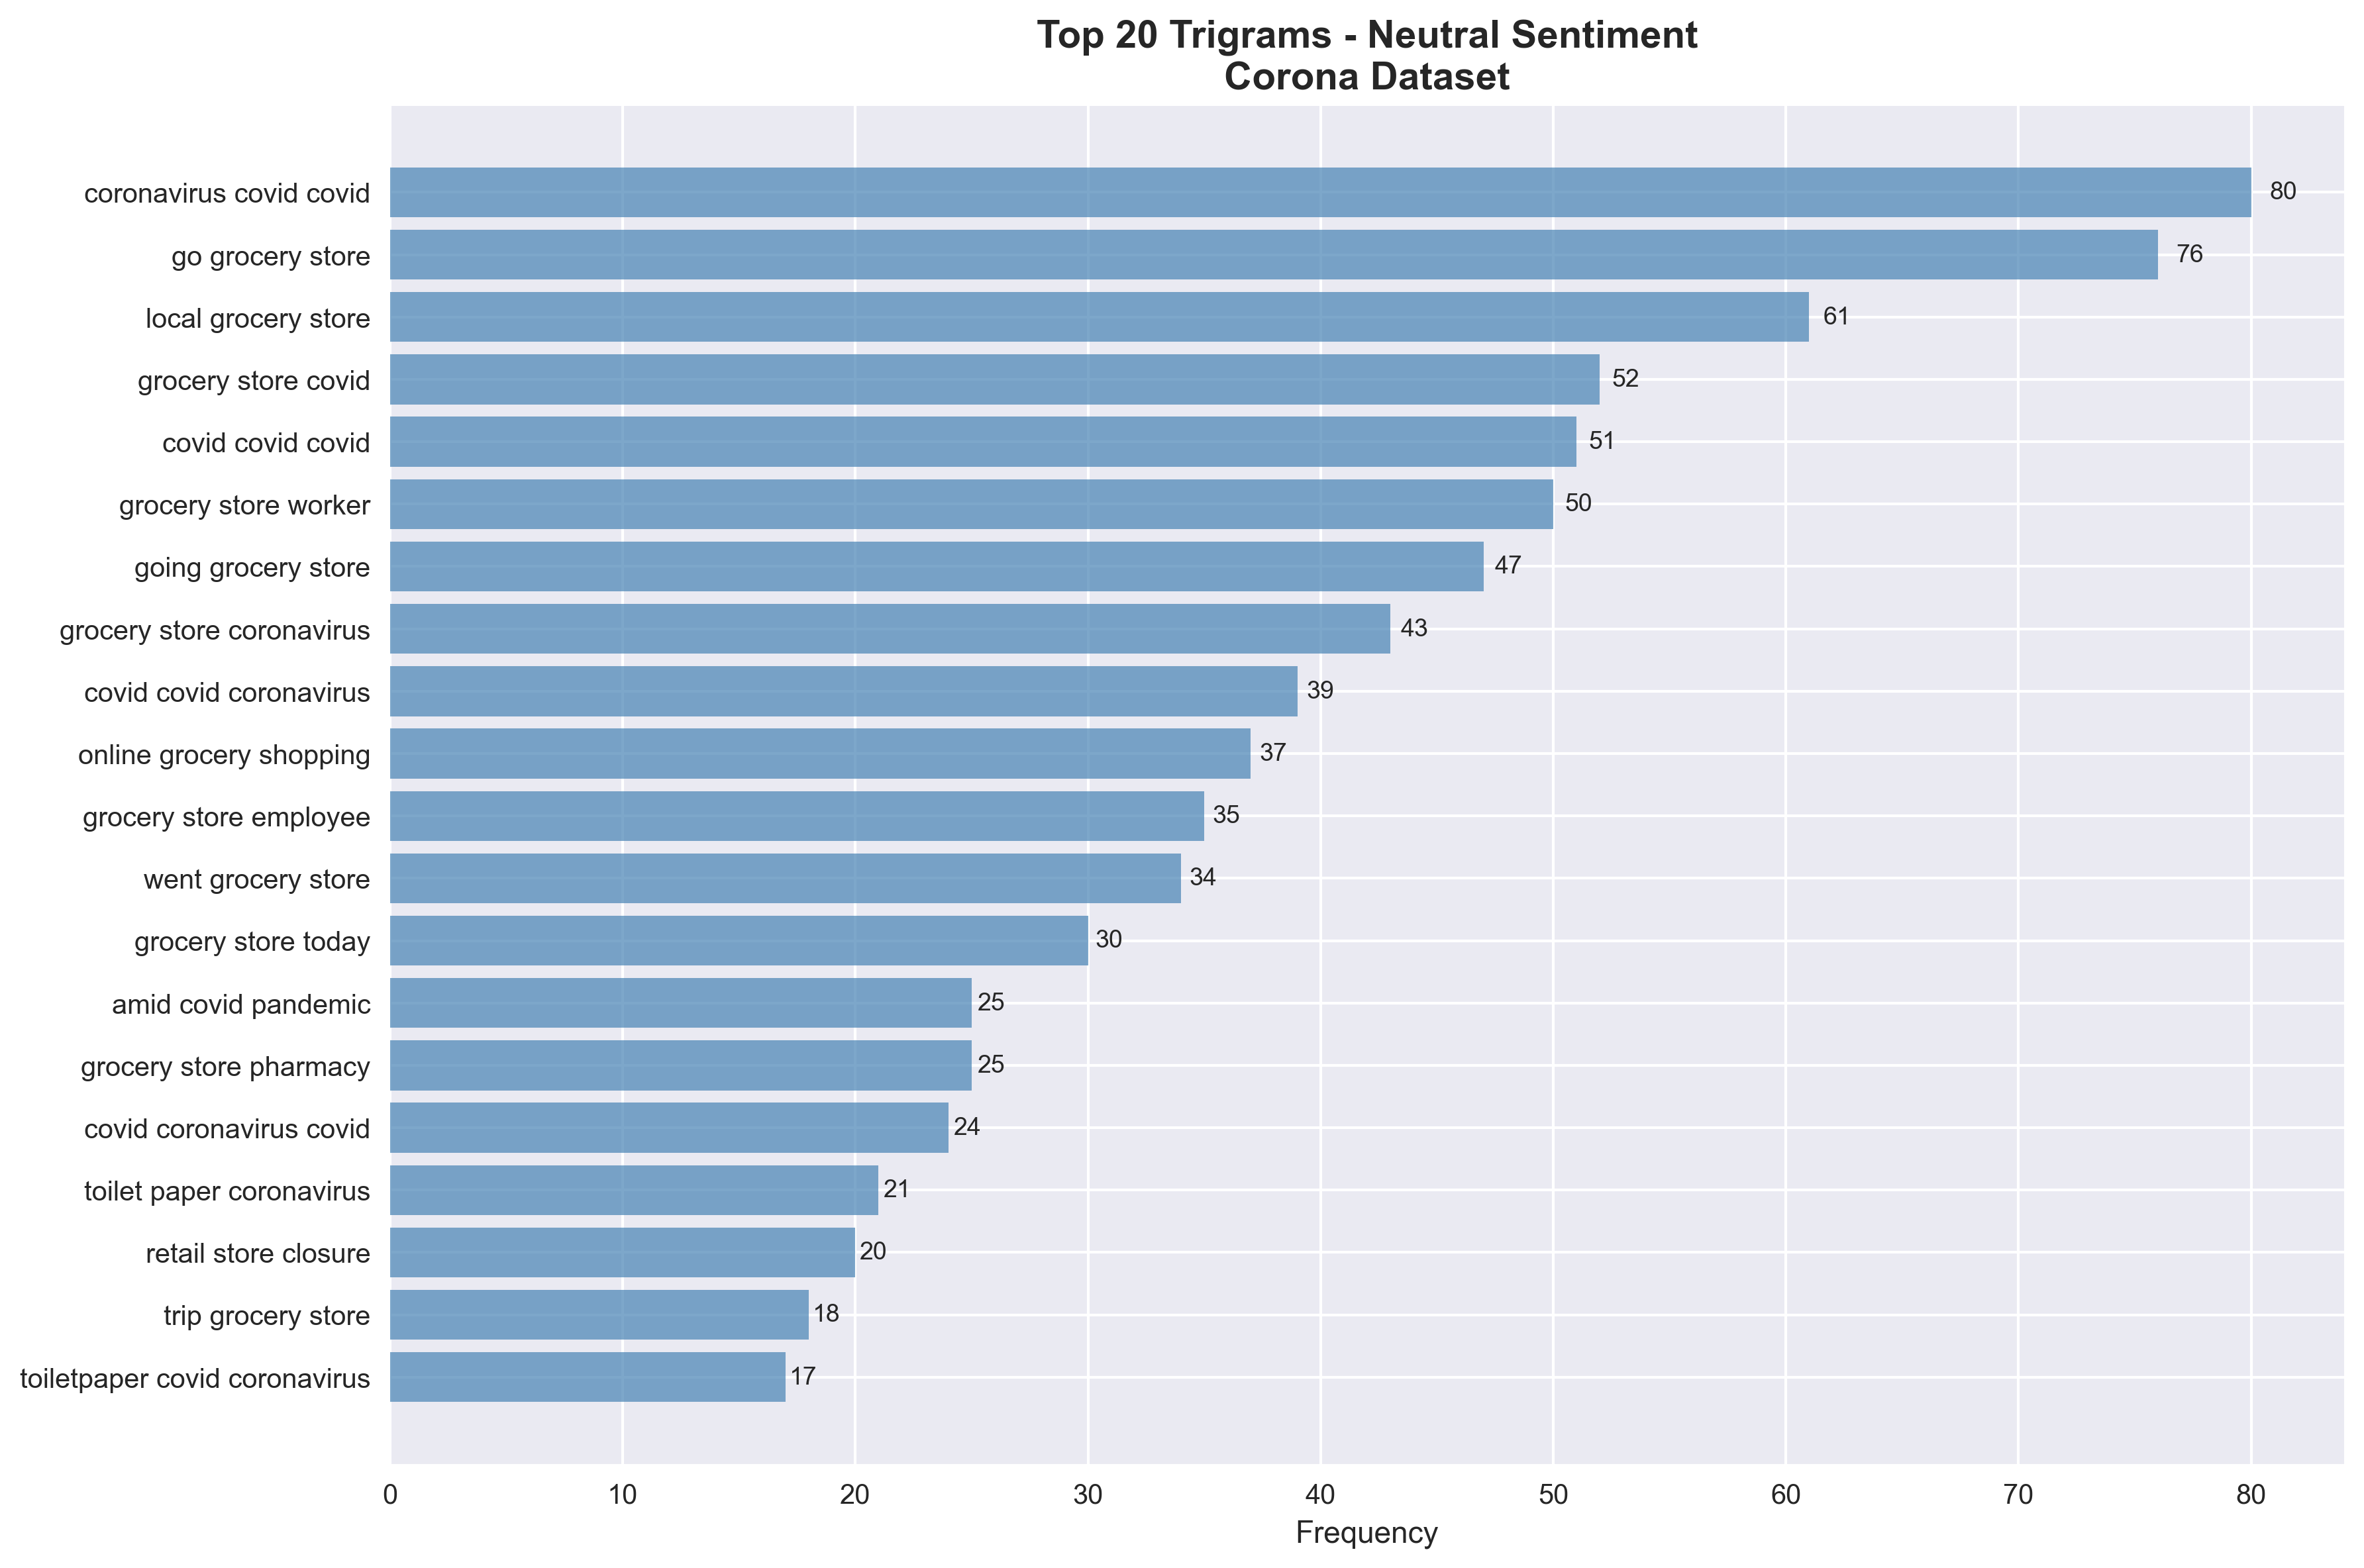 Top 20 Trigrams - Neutral Sentiment
Corona Dataset
coronavirus covid covid 80
go grocery store 76
local grocery store 61
grocery store covid 52
covid covid covid 51
grocery store worker 50
going grocery store 47
grocery store coronavirus 43
covid covid coronavirus 39
online grocery shopping 37
grocery store employee 35
went grocery store 34
grocery store today 30
amid covid pandemic 25
grocery store pharmacy 25
covid coronavirus covid 24
toilet paper coronavirus 21
retail store closure 20
trip grocery store 18
toiletpaper covid coronavirus 17
0 10 20 30 40 50 60 70 80
Frequency